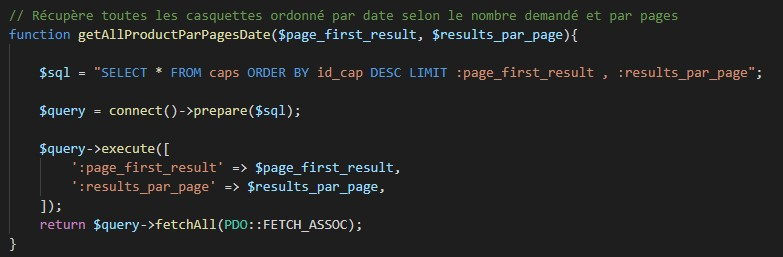 // Récupère toutes les casquettes ordonné par date selon le nombre demandé et par pages
function getAllProductParPagesDate($page_first_result, $results_par_page){
$sql = "SELECT * FROM caps ORDER BY id_cap DESC LIMIT :page_first_result , :results_par_page";
$query = connect()->prepare($sql);
$query->execute([
':page_first_result' => $page_first_result,
':results_par_page' => $results_par_page,
]);
return $query->fetchAll(PDO::FETCH_ASSOC);
}